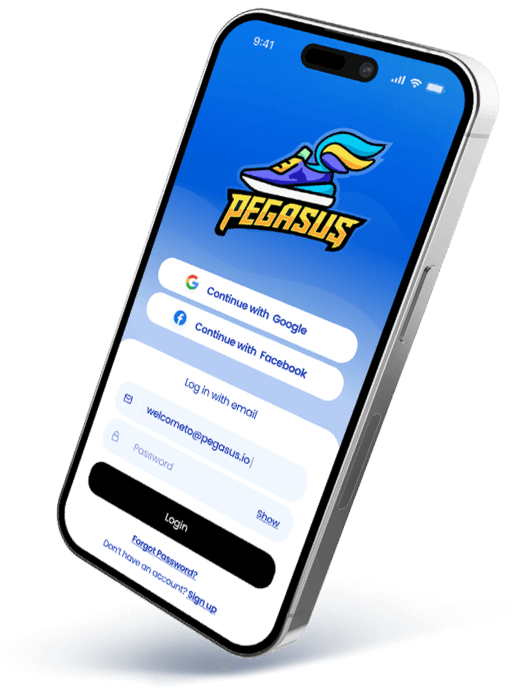 9:41
PEGASUS
Continue with Google
Continue with Facebook
Log in with email
welcometo@pegasus.io
Password
Show
Login
Forgot Password?
Don't have an account? Sign up